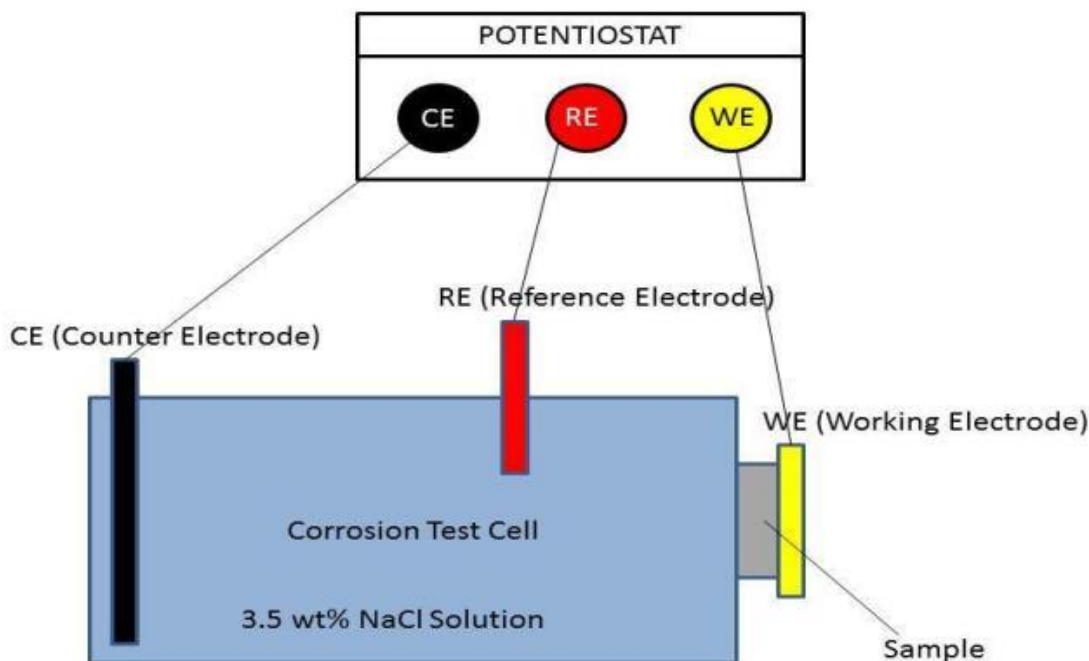 POTENTIOSTAT
CE
RE
WE
RE (Reference Electrode)
CE (Counter Electrode)
WE (Working Electrode)
Corrosion Test Cell
3.5 wt% NaCl Solution
Sample